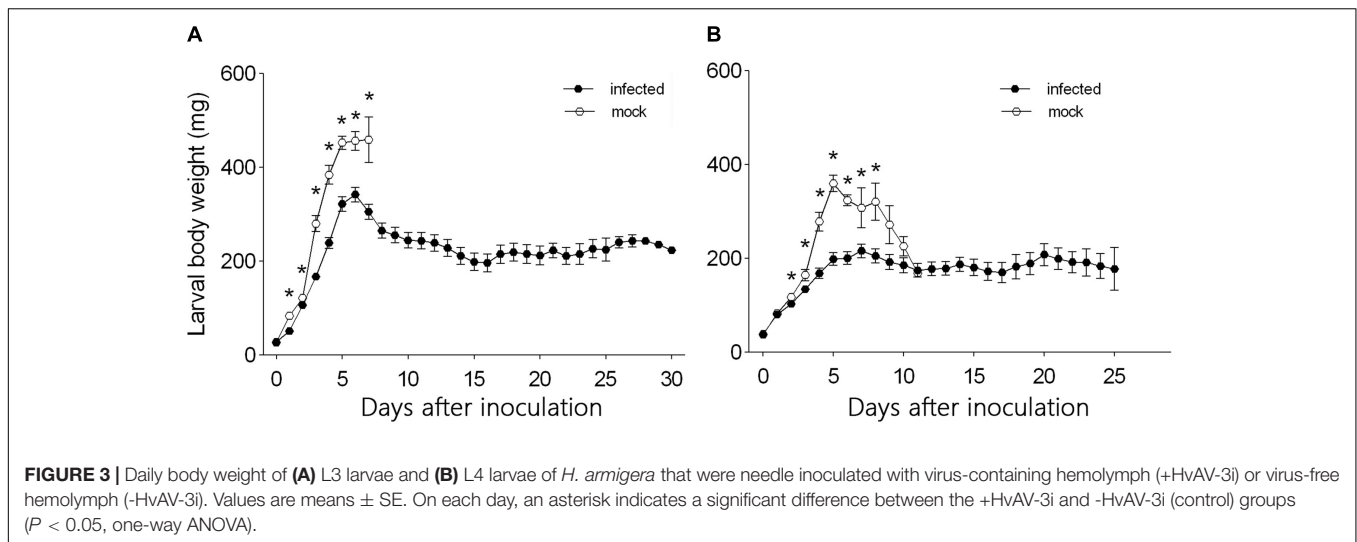 A
B
600
400
200
0
Larval body weight (mg)
infected
mock
*
*
*
*
*
*
*
0 5 10 15 20 25 30
Days after inoculation
600
400
200
0
infected
mock
*
*
*
*
*
*
*
0 5 10 15 20 25
Days after inoculation
FIGURE 3 | Daily body weight of (A) L3 larvae and (B) L4 larvae of H. armigera that were needle inoculated with virus-containing hemolymph (+HvAV-3i) or virus-free
hemolymph (-HvAV-3i). Values are means ± SE. On each day, an asterisk indicates a significant difference between the +HvAV-3i and -HvAV-3i (control) groups
(P < 0.05, one-way ANOVA).